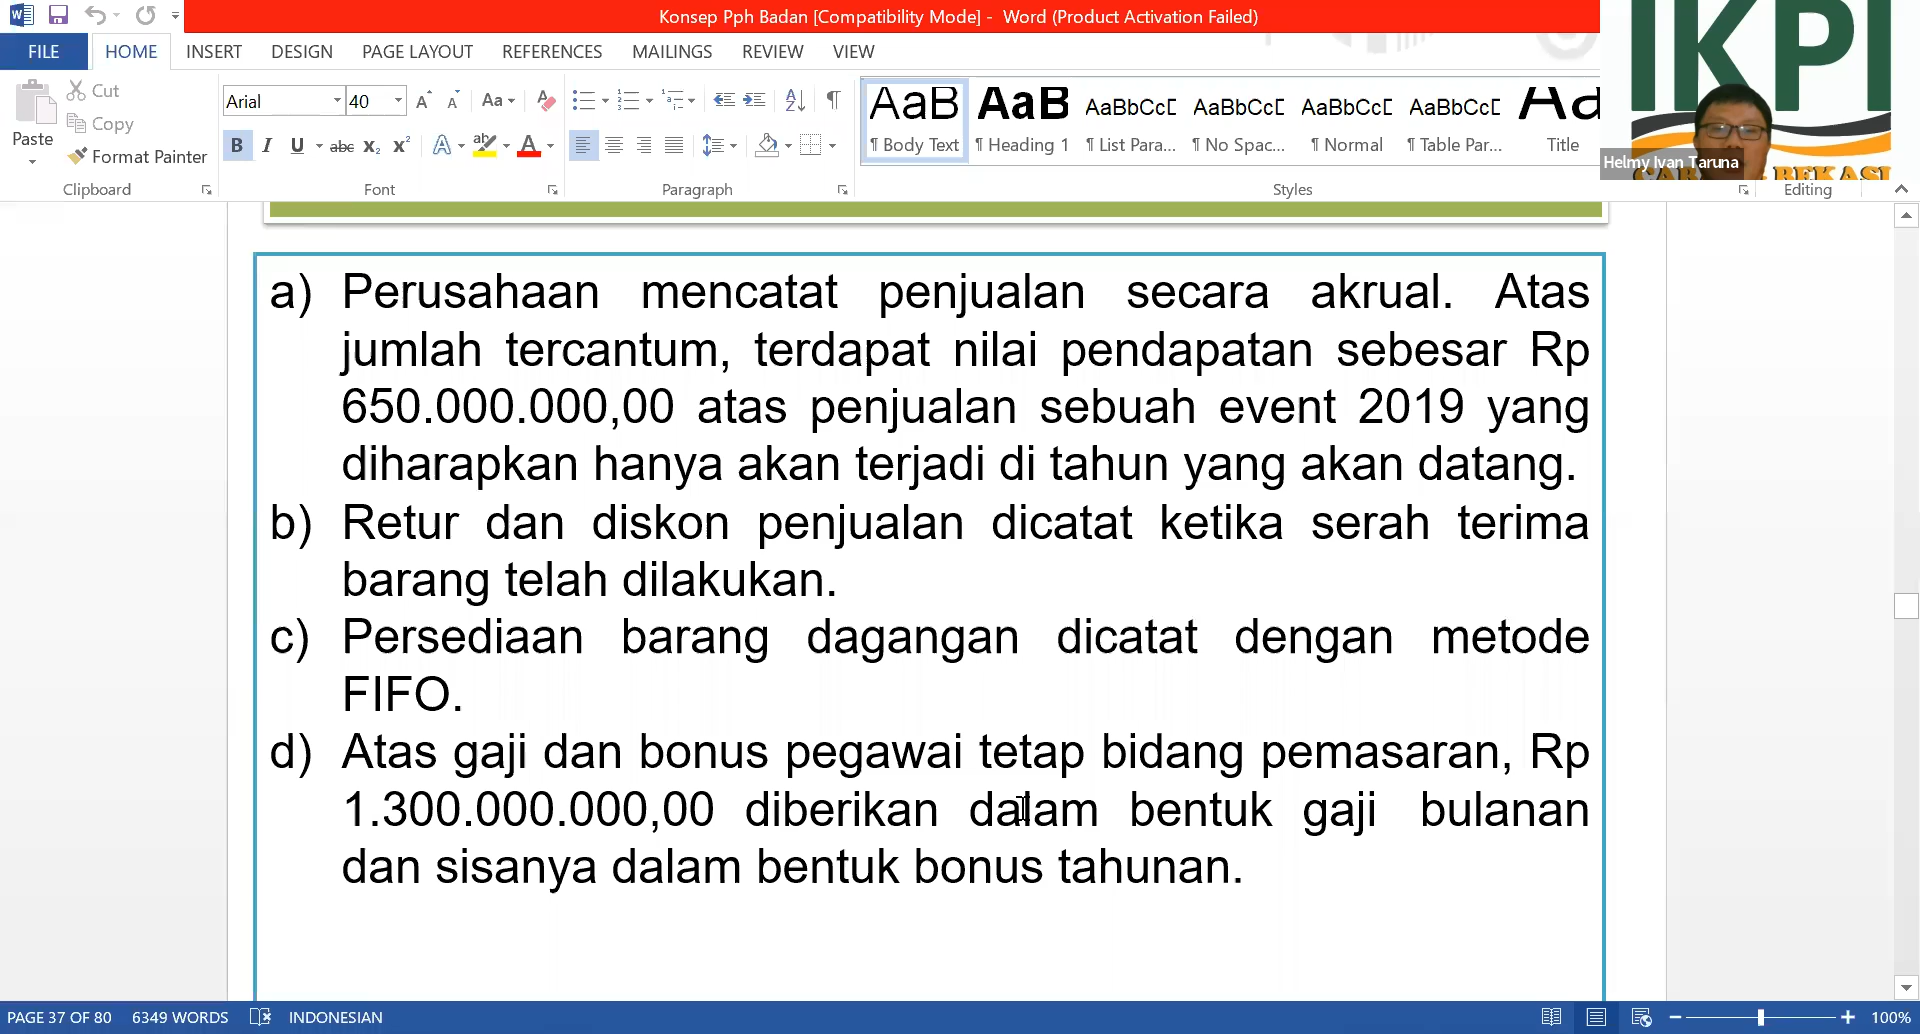 Konsep Pph Badan [Compatibility Mode] - Word (Product Activation Failed)
FILE HOME INSERT DESIGN PAGE LAYOUT REFERENCES MAILINGS REVIEW VIEW
IKPI
Paste
Cut
Copy
Format Painter
Clipboard
Arial 40
Font
Paragraph
AaB AaB AaBbCcD AaBbCcD AaBbCcD AaBbCcD
¶ Body Text ¶ Heading 1 ¶ List Para... ¶ No Spac... ¶ Normal ¶ Table Par... Title
Styles
Helmy Ivan Taruna
BEKASI
Editing
a) Perusahaan mencatat penjualan secara akrual. Atas
jumlah tercantum, terdapat nilai pendapatan sebesar Rp
650.000.000,00 atas penjualan sebuah event 2019 yang
diharapkan hanya akan terjadi di tahun yang akan datang.
b) Retur dan diskon penjualan dicatat ketika serah terima
barang telah dilakukan.
c) Persediaan barang dagangan dicatat dengan metode
FIFO.
d) Atas gaji dan bonus pegawai tetap bidang pemasaran, Rp
1.300.000.000,00 diberikan dalam bentuk gaji bulanan
dan sisanya dalam bentuk bonus tahunan.
PAGE 37 OF 80 6349 WORDS INDONESIAN 100%